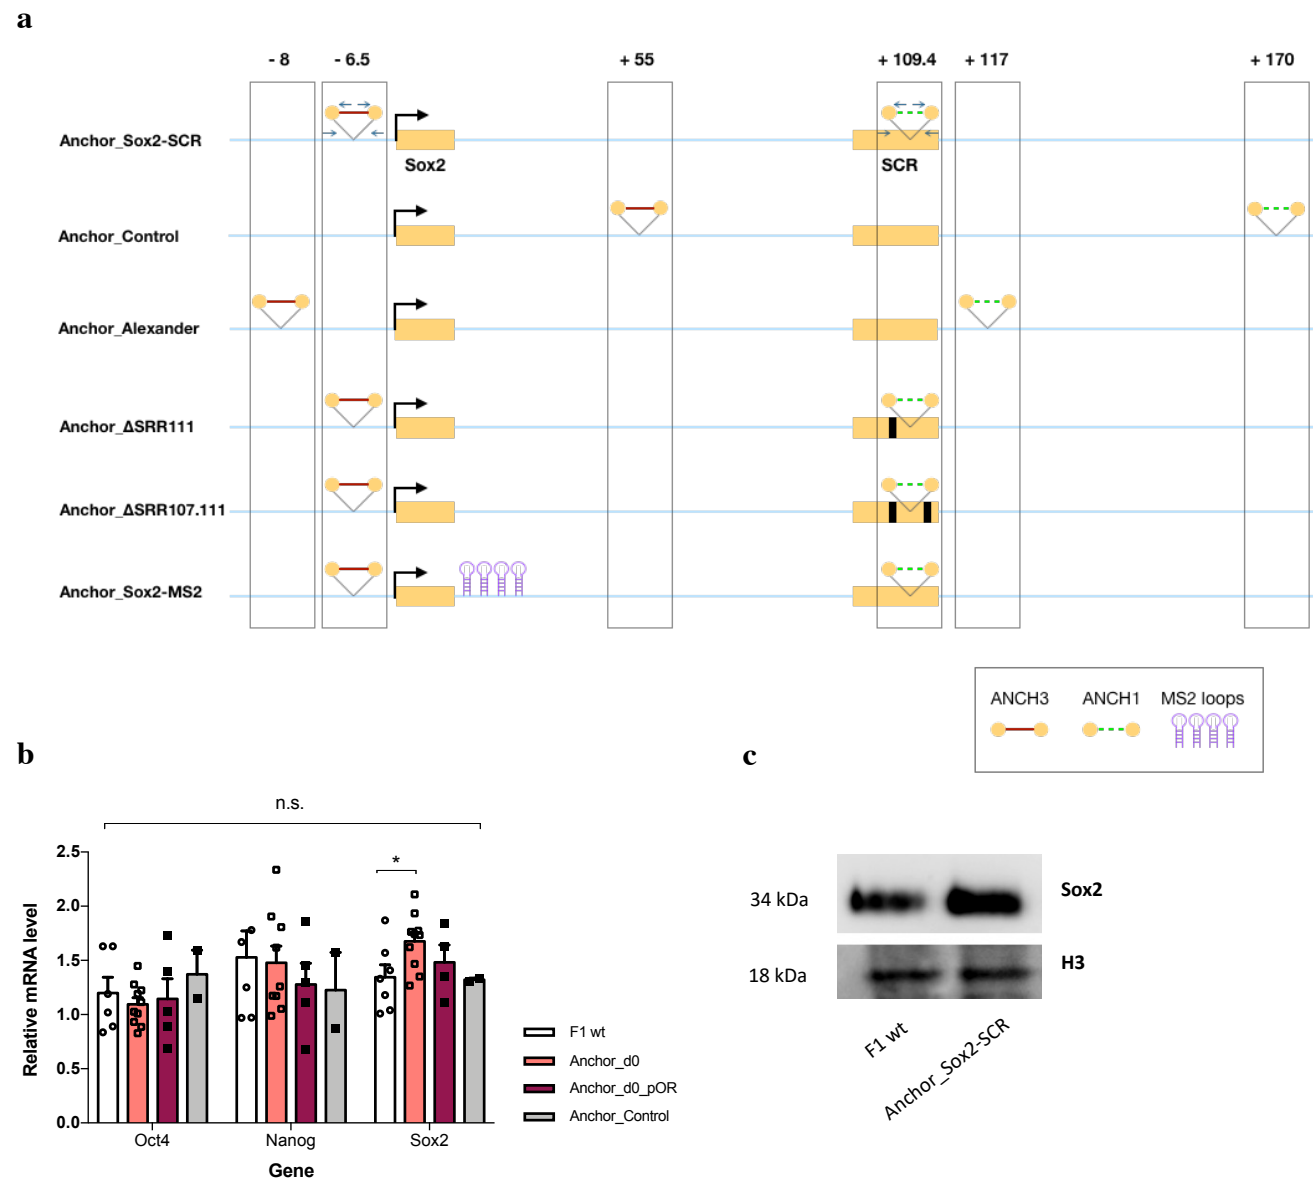 a
- 8
- 6.5
+ 55
+ 109.4
+ 117
+ 170
Anchor_Sox2-SCR
Sox2
SCR
Anchor_Control
Anchor_Alexander
Anchor_ΔSRR111
Anchor_ΔSRR107.111
Anchor_Sox2-MS2
ANCH3
ANCH1
MS2 loops
b
n.s.
*
2.5
2.0
1.5
1.0
0.5
0.0
Relative mRNA level
Oct4
Nanog
Sox2
Gene
F1 wt
Anchor_d0
Anchor_d0_pOR
Anchor_Control
c
34 kDa
Sox2
18 kDa
H3
F1 wt
Anchor_Sox2-SCR